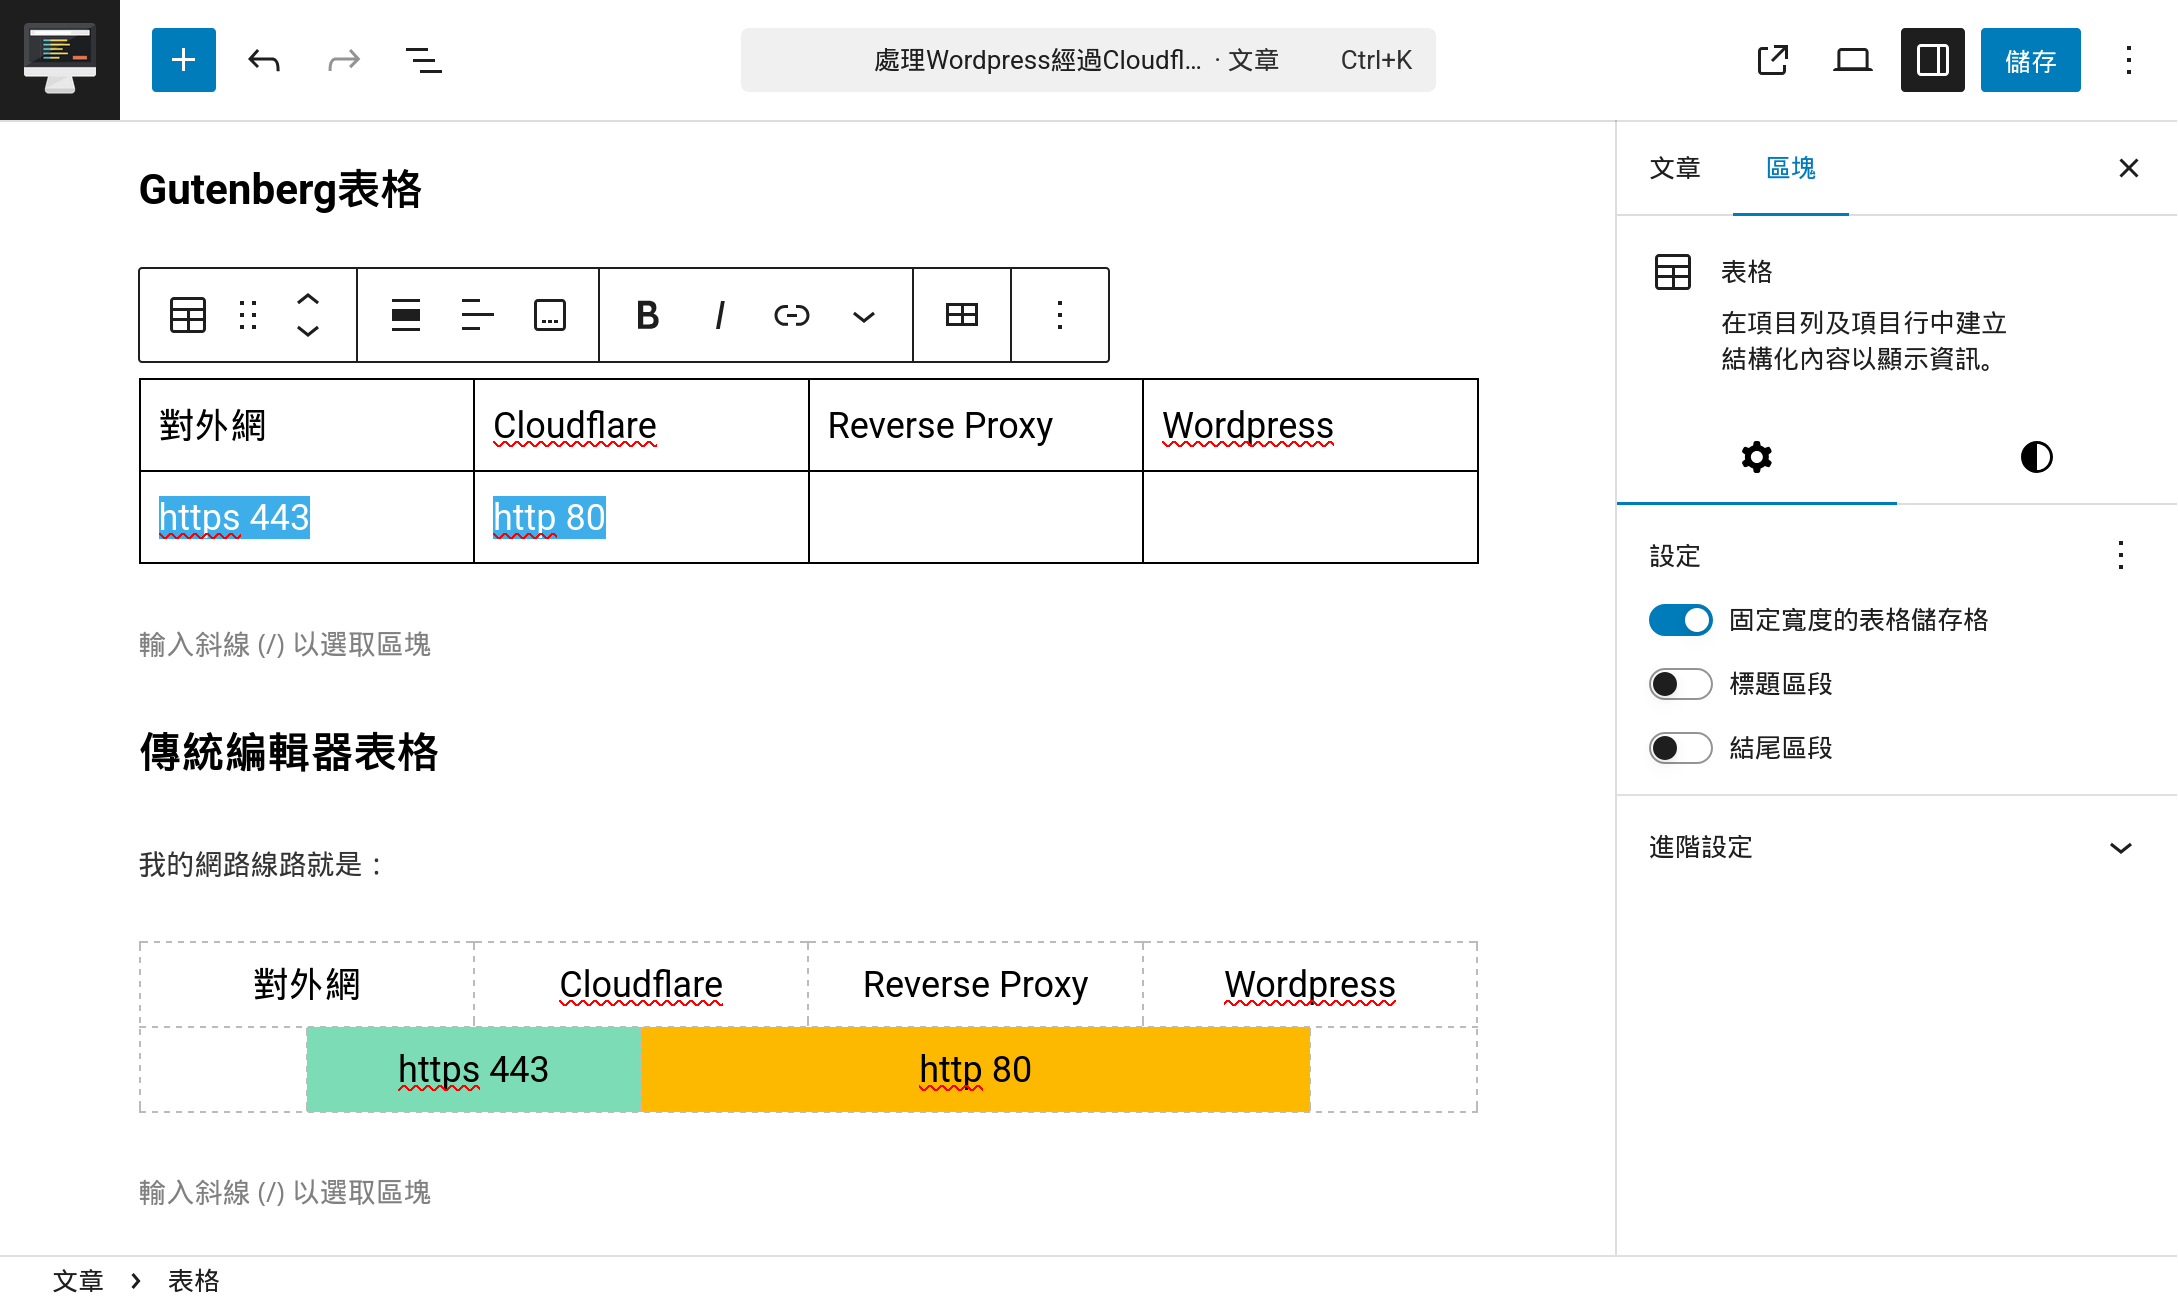 處理Wordpress經過Cloudfl... · 文章 Ctrl+K
儲存
Gutenberg表格
B I
對外網 Cloudflare Reverse Proxy Wordpress
https 443 http 80
輸入斜線 (/) 以選取區塊
傳統編輯器表格
我的網路線路就是：
對外網 Cloudflare Reverse Proxy Wordpress
https 443 http 80
輸入斜線 (/) 以選取區塊
文章 區塊
表格
在項目列及項目行中建立
結構化內容以顯示資訊。
設定
固定寬度的表格儲存格
標題區段
結尾區段
進階設定
文章 › 表格